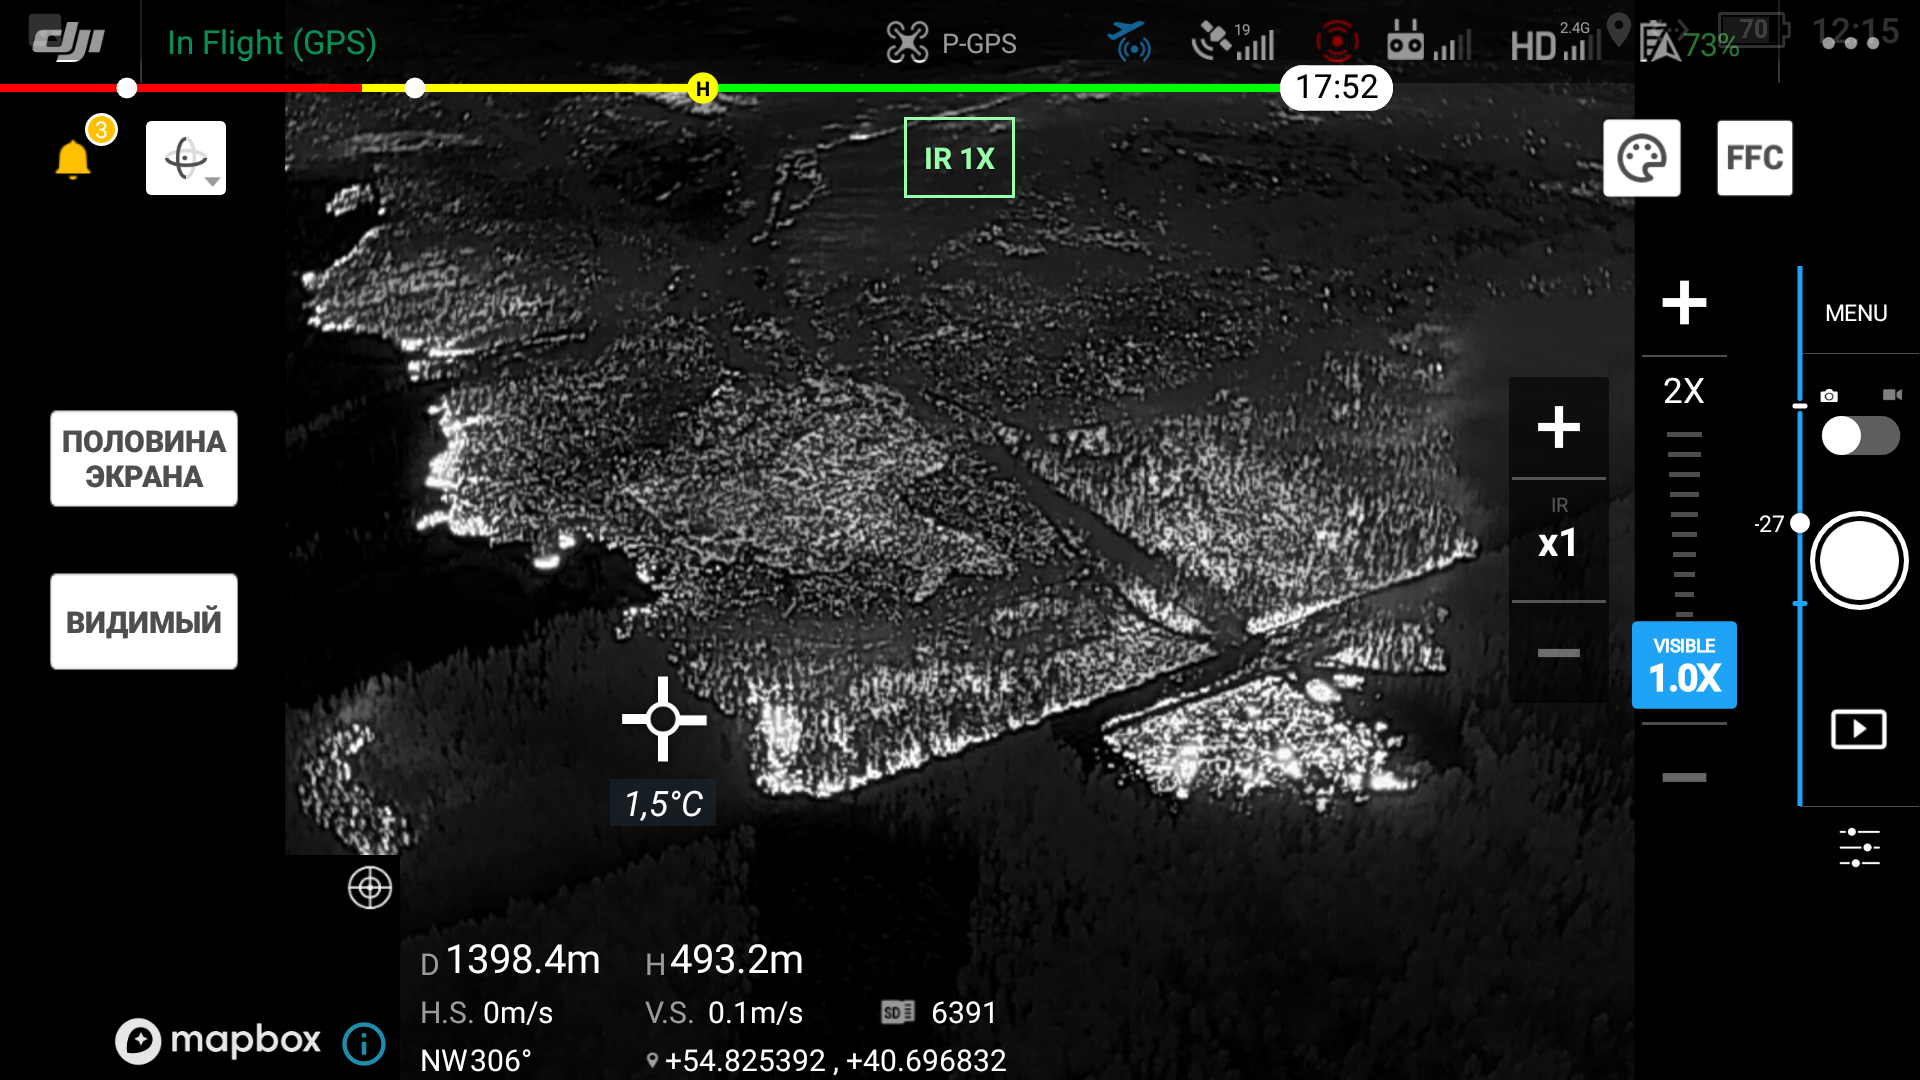 dji
In Flight (GPS)
P-GPS
19
HD
2.4G
73%
70
12:15
H
17:52
3
IR 1X
FFC
MENU
2X
ПОЛОВИНА
ЭКРАНА
IR
x1
-27
ВИДИМЫЙ
VISIBLE
1.0X
1,5°C
D 1398.4m
H 493.2m
H.S. 0m/s
V.S. 0.1m/s
SD
6391
mapbox
i
NW 306°
+54.825392 , +40.696832